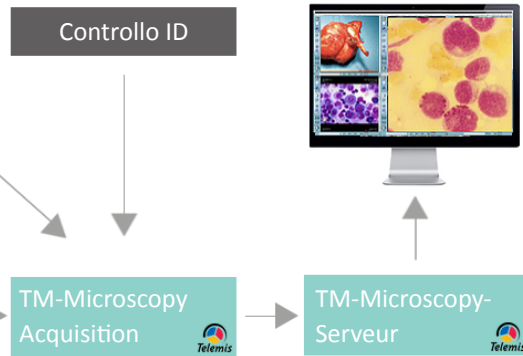 Controllo ID
TM-Microscopy
Acquisition
Telemis
TM-Microscopy-
Serveur
Telemis